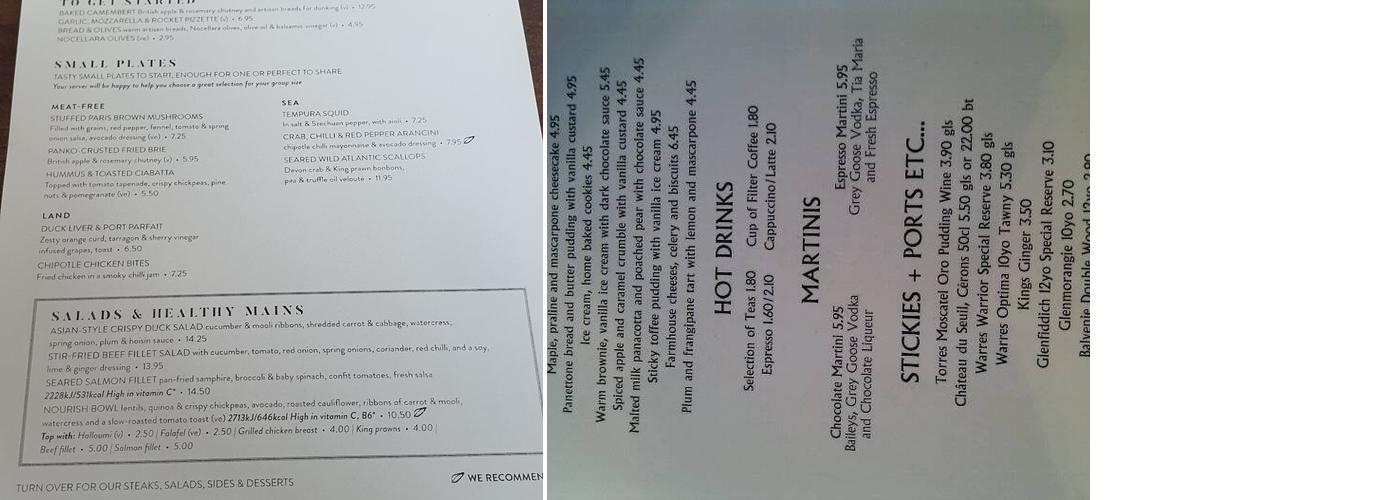 TO GET STARTED
BAKED CAMEMBERT British apple & rosemary chutney and artisan breads for dunking (v) • 12.95
GARLIC, MOZZARELLA & ROCKET PIZZETTE (v) • 6.95
BREAD & OLIVES warm artisan breads, Nocellara olives, olive oil & balsamic vinegar (v) • 4.95
NOCELLARA OLIVES (ve) • 2.95
SMALL PLATES
TASTY SMALL PLATES TO START, ENOUGH FOR ONE OR PERFECT TO SHARE
Your server will be happy to help you choose a great selection for your group size
MEAT-FREE
STUFFED PARIS BROWN MUSHROOMS
Filled with grains, red pepper, fennel, tomato & spring
onion salsa, avocado dressing (ve) • 7.25
PANKO-CRUSTED FRIED BRIE
British apple & rosemary chutney (v) • 5.95
HUMMUS & TOASTED CIABATTA
Topped with tomato tapenade, crispy chickpeas, pine
nuts & pomegranate (ve) • 5.50
LAND
DUCK LIVER & PORT PARFAIT
Zesty orange curd, tarragon & sherry vinegar
infused grapes, toast • 6.50
CHIPOTLE CHICKEN BITES
Fried chicken in a smoky chilli jam • 7.25
SEA
TEMPURA SQUID
In salt & Szechuan pepper, with aioli • 7.25
CRAB, CHILLI & RED PEPPER ARANCINI
chipotle chilli mayonnaise & avocado dressing • 7.95
SEARED WILD ATLANTIC SCALLOPS
Devon crab & King prawn bonbons,
pea & truffle oil velouté • 11.95
SALADS & HEALTHY MAINS
ASIAN-STYLE CRISPY DUCK SALAD cucumber & mooli ribbons, shredded carrot & cabbage, watercress,
spring onion, plum & hoisin sauce • 14.25
STIR-FRIED BEEF FILLET SALAD with cucumber, tomato, red onion, spring onions, coriander, red chilli, and a soy,
lime & ginger dressing • 13.95
SEARED SALMON FILLET pan-fried samphire, broccoli & baby spinach, confit tomatoes, fresh salsa
2228kJ/531kcal High in vitamin C* • 14.50
NOURISH BOWL lentils, quinoa & crispy chickpeas, avocado, roasted cauliflower, ribbons of carrot & mooli,
watercress and a slow-roasted tomato toast (ve) 2713kJ/646kcal High in vitamin C, B6* • 10.50
Top with: Halloumi (v) • 2.50 | Falafel (ve) • 2.50 | Grilled chicken breast • 4.00 | King prawns • 4.00 |
Beef fillet • 5.00 | Salmon fillet • 5.00
TURN OVER FOR OUR STEAKS, SALADS, SIDES & DESSERTS
WE RECOMMEN
Maple, praline and mascarpone cheesecake 4.95
Panettone bread and butter pudding with vanilla custard 4.95
Ice cream, home baked cookies 4.45
Warm brownie, vanilla ice cream with dark chocolate sauce 5.45
Spiced apple and caramel crumble with vanilla custard 4.45
Malted milk panacotta and poached pear with chocolate sauce 4.45
Sticky toffee pudding with vanilla ice cream 4.95
Farmhouse cheeses, celery and biscuits 6.45
Plum and frangipane tart with lemon and mascarpone 4.45
HOT DRINKS
Selection of Teas 1.80 Cup of Filter Coffee 1.80
Espresso 1.60/2.10 Cappuccino/Latte 2.10
MARTINIS
Chocolate Martini 5.95
Baileys, Grey Goose Vodka
and Chocolate Liqueur
Espresso Martini 5.95
Grey Goose Vodka, Tia Maria
and Fresh Espresso
STICKIES + PORTS ETC....
Torres Moscatel Oro Pudding Wine 3.90 gls
Château du Seuil, Cérons 50cl 5.50 gls or 22.00 bt
Warres Warrior Special Reserve 3.80 gls
Warres Optima 10yo Tawny 5.30 gls
Kings Ginger 3.50
Glenfiddich 12yo Special Reserve 3.10
Glenmorangie 10yo 2.70
Balvenie Double Wood 12yo 2.90